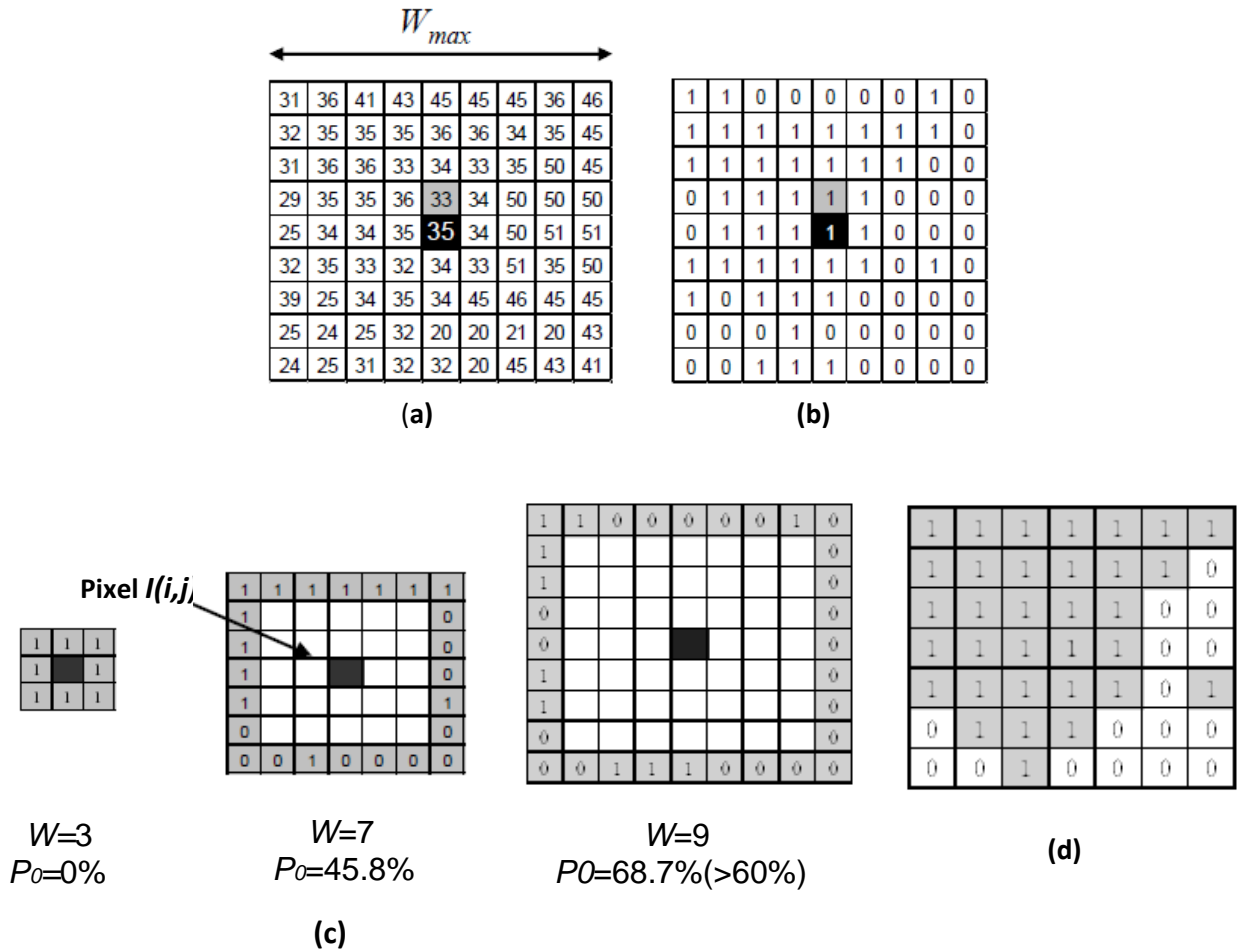 W max
31 36 41 43 45 45 45 36 46
32 35 35 35 36 36 34 35 45
31 36 36 33 34 33 35 50 45
29 35 35 36 33 34 50 50 50
25 34 34 35 35 34 50 51 51
32 35 33 32 34 33 51 35 50
39 25 34 35 34 45 46 45 45
25 24 25 32 20 20 21 20 43
24 25 31 32 32 20 45 43 41
(a)
1 1 0 0 0 0 0 1 0
1 1 1 1 1 1 1 1 0
1 1 1 1 1 1 1 0 0
0 1 1 1 1 1 0 0 0
0 1 1 1 1 1 0 0 0
1 1 1 1 1 1 0 1 0
1 0 1 1 1 0 0 0 0
0 0 0 1 0 0 0 0 0
0 0 1 1 1 0 0 0 0
(b)
1 1 1
1 1
1 1 1
W=3
P0=0%
Pixel I(i,j)
1 1 1 1 1 1 1
1 0
1 0
1 0
1 1
0 0
0 0 1 0 0 0 0
W=7
P0=45.8%
1 1 0 0 0 0 0 1 0
1 0
1 0
0 0
0 0
1 0
1 0
0 0
0 0 1 1 1 0 0 0 0
W=9
P0=68.7%(>60%)
(c)
1 1 1 1 1 1 1
1 1 1 1 1 1 0
1 1 1 1 1 0 0
1 1 1 1 1 0 0
1 1 1 1 1 0 1
0 1 1 1 0 0 0
0 0 1 0 0 0 0
(d)